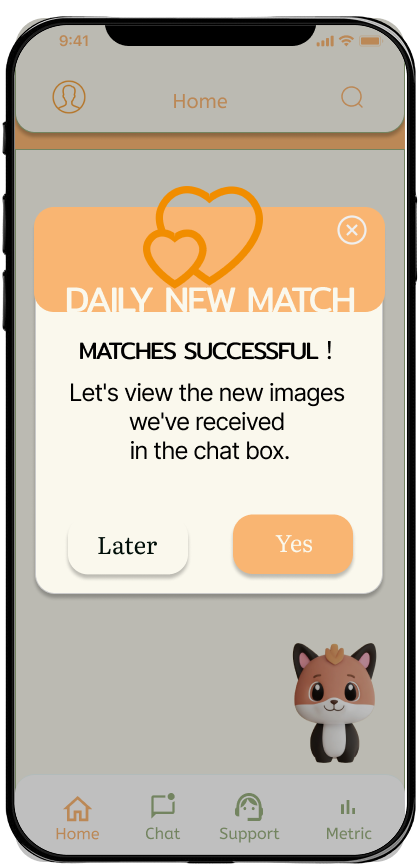 9:41
Home
DAILY NEW MATCH
MATCHES SUCCESSFUL !
Let's view the new images
we've received
in the chat box.
Later Yes
Home Chat Support Metric